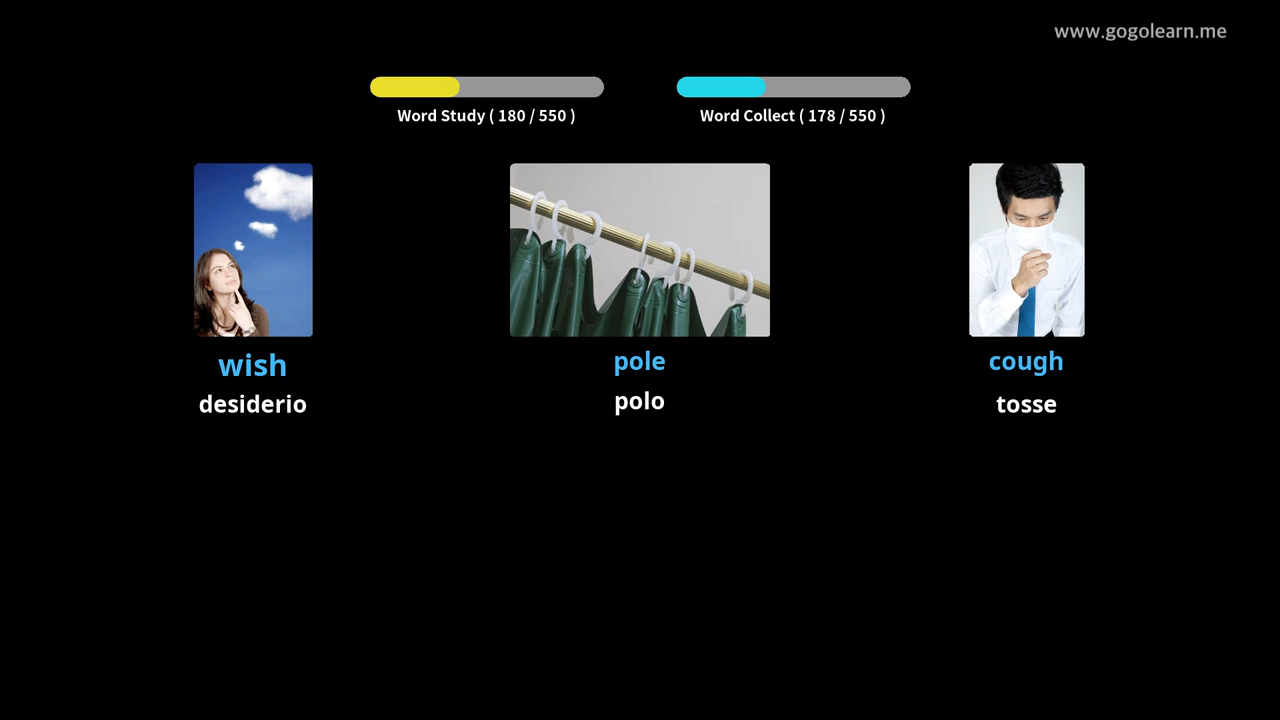 www.gogolearn.me
Word Study ( 180 / 550 )
Word Collect ( 178 / 550 )
wish
desiderio
pole
polo
cough
tosse